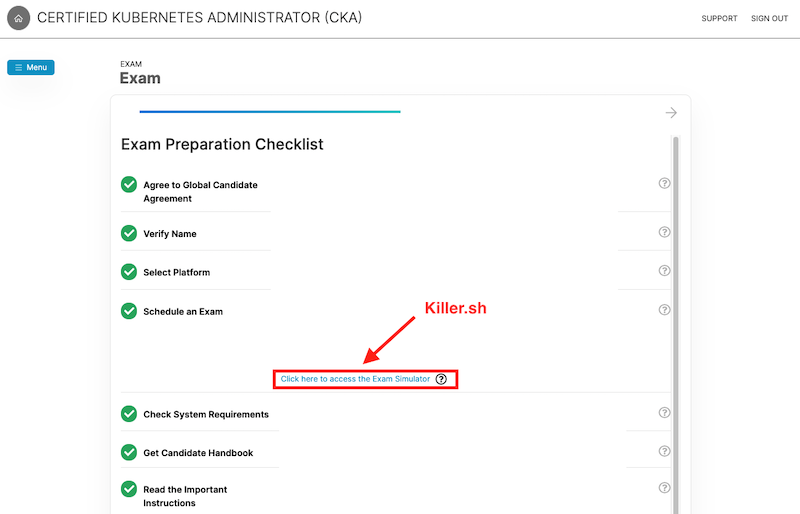 CERTIFIED KUBERNETES ADMINISTRATOR (CKA)
SUPPORT
SIGN OUT
Menu
EXAM
Exam
Exam Preparation Checklist
Agree to Global Candidate
Agreement
?
Verify Name
?
Select Platform
?
Schedule an Exam
?
Killer.sh
Click here to access the Exam Simulator ?
Check System Requirements
?
Get Candidate Handbook
?
Read the Important
Instructions
?